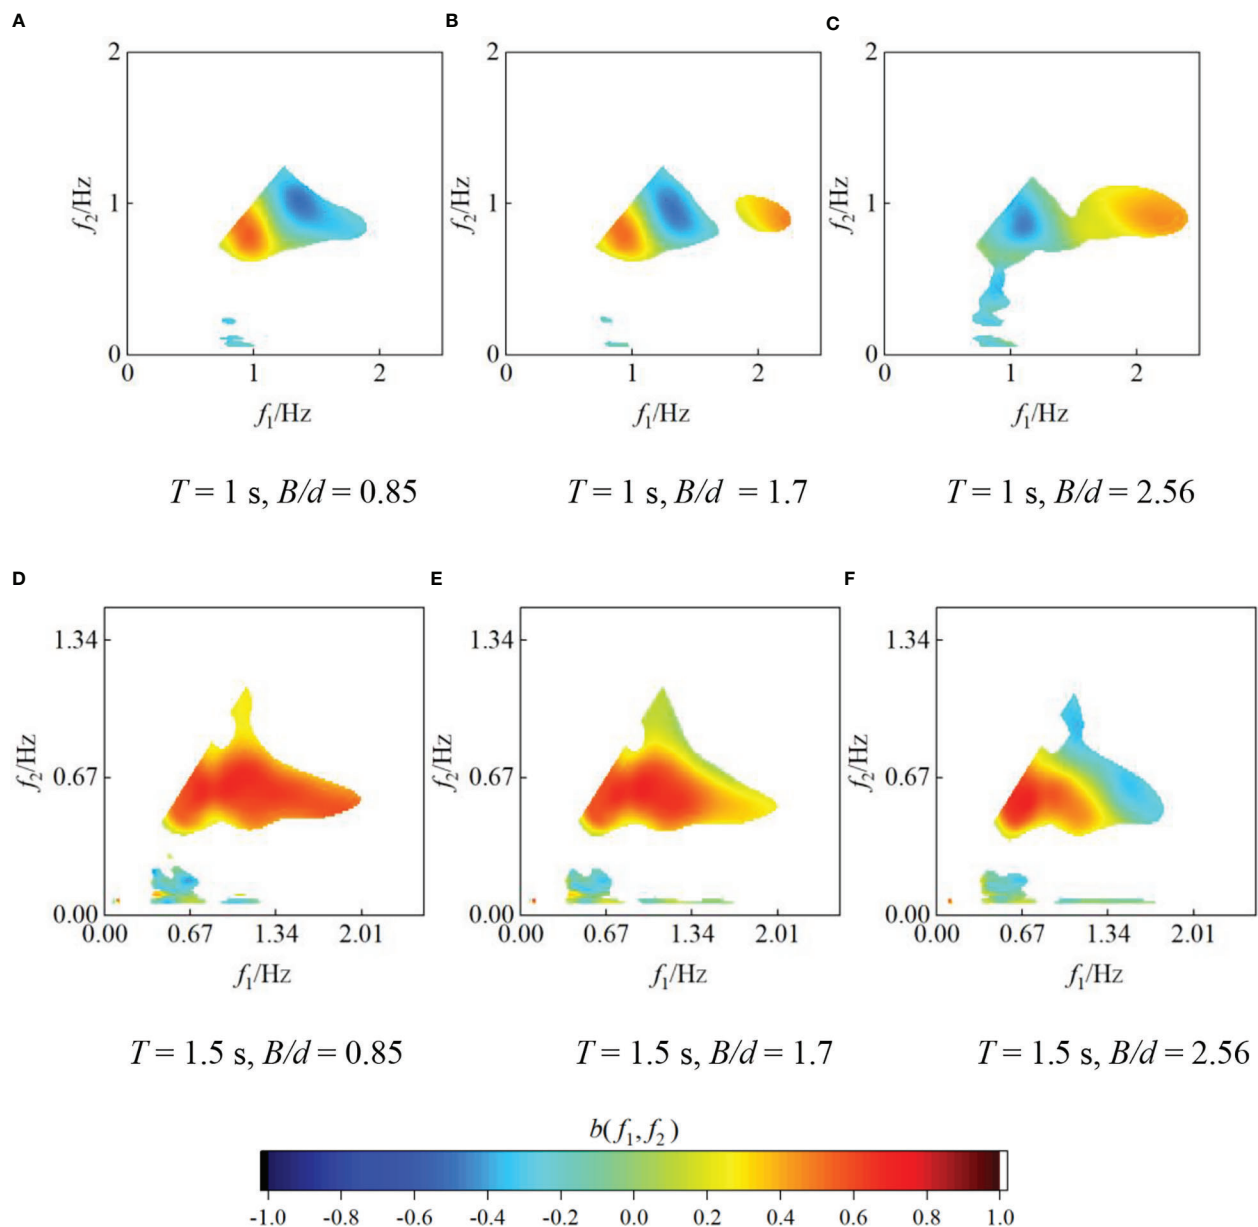 A B C
2 2 2
f2/Hz f2/Hz f2/Hz
1 1 1
0 0 0
0 1 2 0 1 2 0 1 2
f1/Hz f1/Hz f1/Hz
T = 1 s, B/d = 0.85 T = 1 s, B/d = 1.7 T = 1 s, B/d = 2.56
D E F
1.34 1.34 1.34
f2/Hz f2/Hz f2/Hz
0.67 0.67 0.67
0.00 0.00 0.00
0.00 0.67 1.34 2.01 0.00 0.67 1.34 2.01 0.00 0.67 1.34 2.01
f1/Hz f1/Hz f1/Hz
T = 1.5 s, B/d = 0.85 T = 1.5 s, B/d = 1.7 T = 1.5 s, B/d = 2.56
b(f1,f2)
-1.0 -0.8 -0.6 -0.4 -0.2 0.0 0.2 0.4 0.6 0.8 1.0